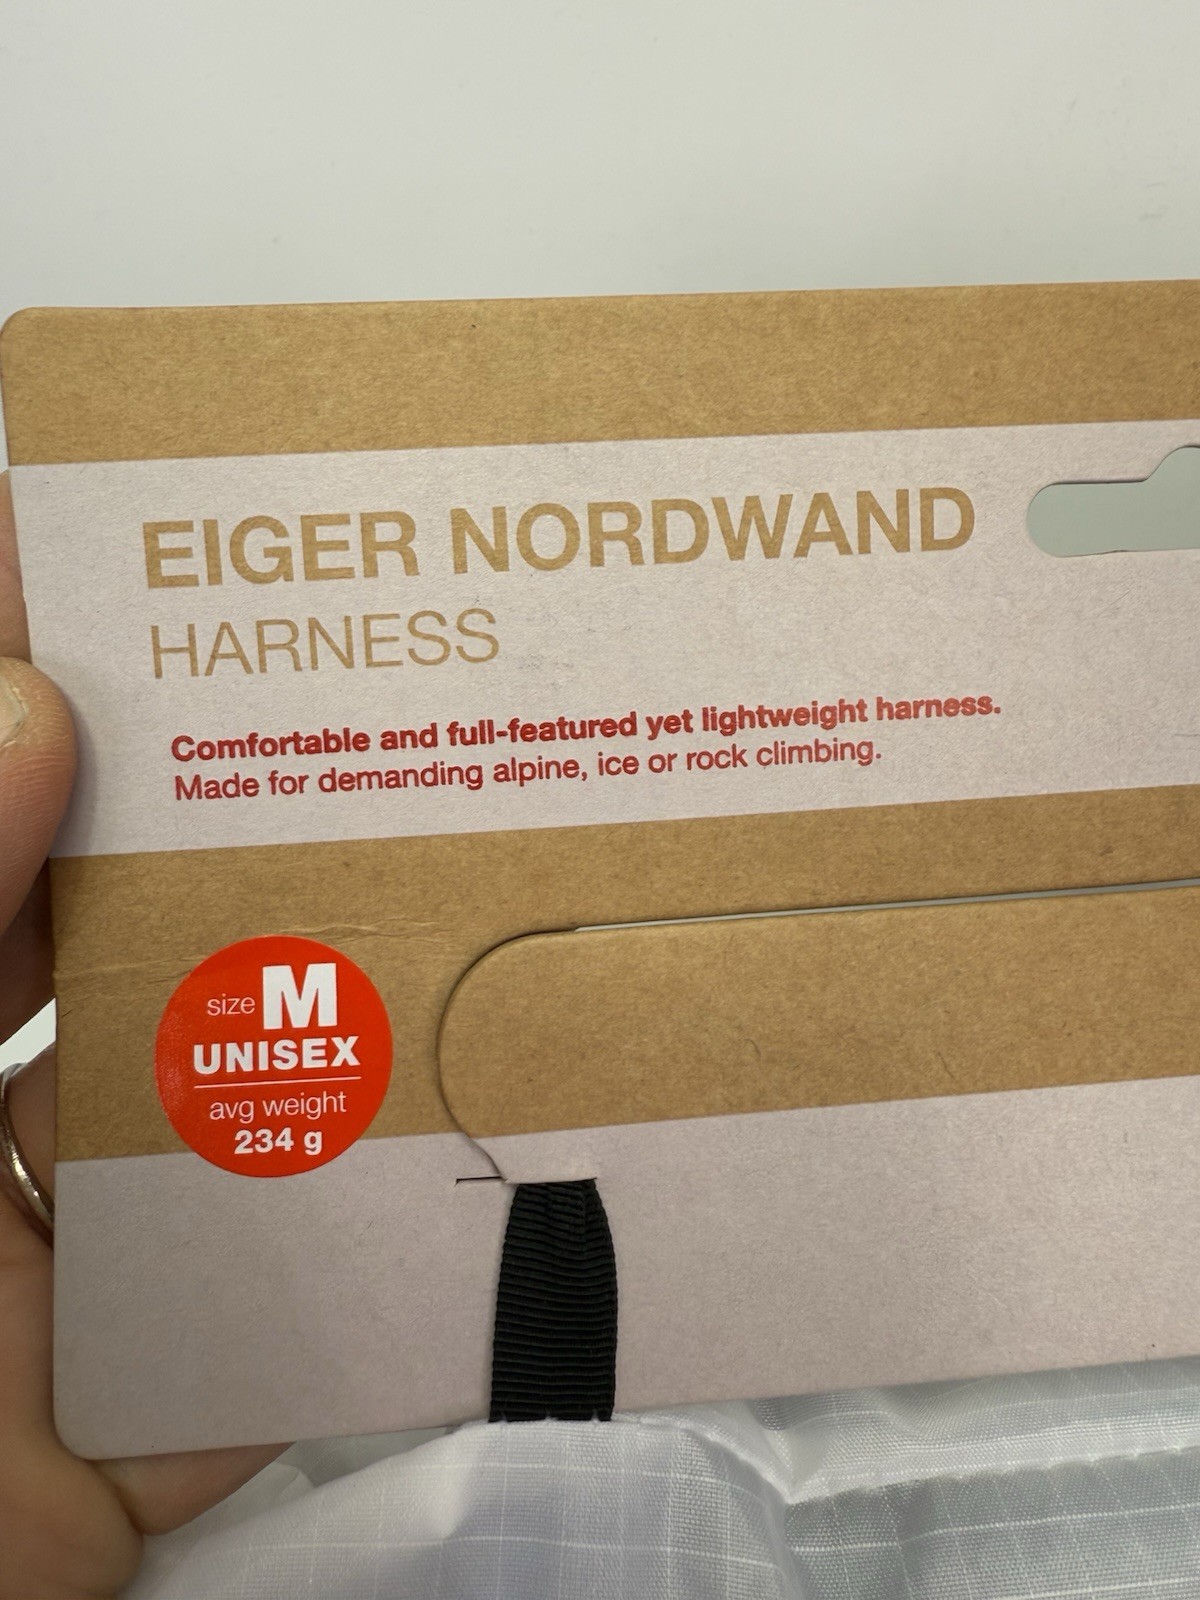 EIGER NORDWAND
HARNESS
Comfortable and full-featured yet lightweight harness.
Made for demanding alpine, ice or rock climbing.
size M
UNISEX
avg weight
234 g